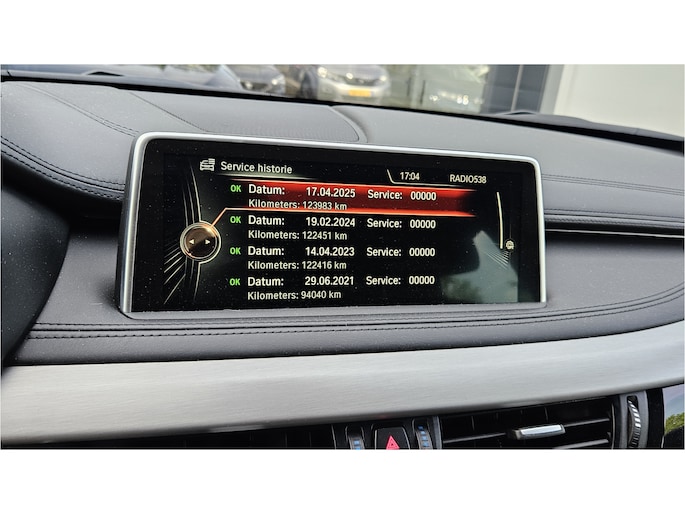 Service historie
17:04
RADIO538
OK Datum: 17.04.2025 Service: 00000
Kilometers: 123983 km
OK Datum: 19.02.2024 Service: 00000
Kilometers: 122451 km
OK Datum: 14.04.2023 Service: 00000
Kilometers: 122416 km
OK Datum: 29.06.2021 Service: 00000
Kilometers: 94040 km